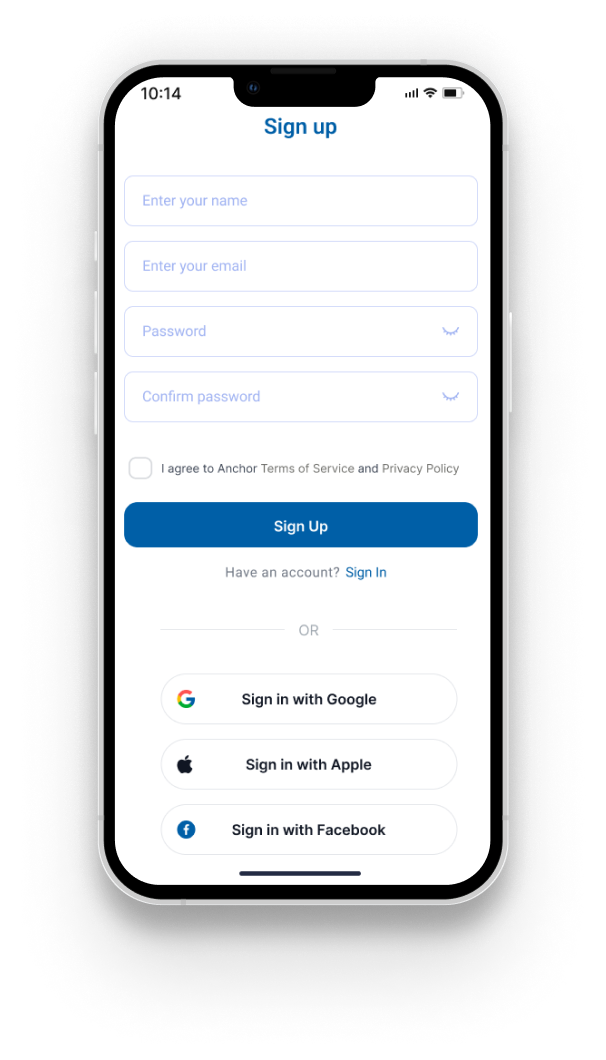 10:14
Sign up
Enter your name
Enter your email
Password
Confirm password
I agree to Anchor Terms of Service and Privacy Policy
Sign Up
Have an account? Sign In
OR
Sign in with Google
Sign in with Apple
Sign in with Facebook